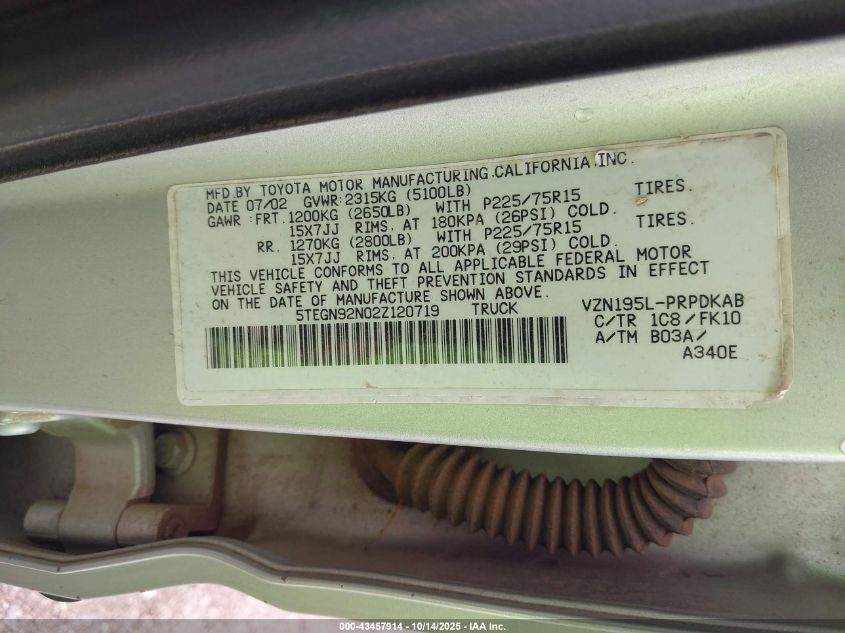 MFD.BY TOYOTA MOTOR MANUFACTURING.CALIFORNIA.INC.
DATE 07/02 GVWR:2315KG (5100LB)
GAWR : FRT. 1200KG (2650LB) WITH P225/75R15 TIRES.
15X7JJ RIMS. AT 180KPA (26PSI) COLD.
RR. 1270KG (2800LB) WITH P225/75R15 TIRES.
15X7JJ RIMS. AT 200KPA (29PSI) COLD.
THIS VEHICLE CONFORMS TO ALL APPLICABLE FEDERAL MOTOR
VEHICLE SAFETY AND THEFT PREVENTION STANDARDS IN EFFECT
ON THE DATE OF MANUFACTURE SHOWN ABOVE.
5TEGN92N02Z120719 TRUCK VZN195L-PRPDKAB
C/TR 1C8/FK10
A/TM B03A/
A340E
000-43457914 - 10/14/2025 - IAA Inc.